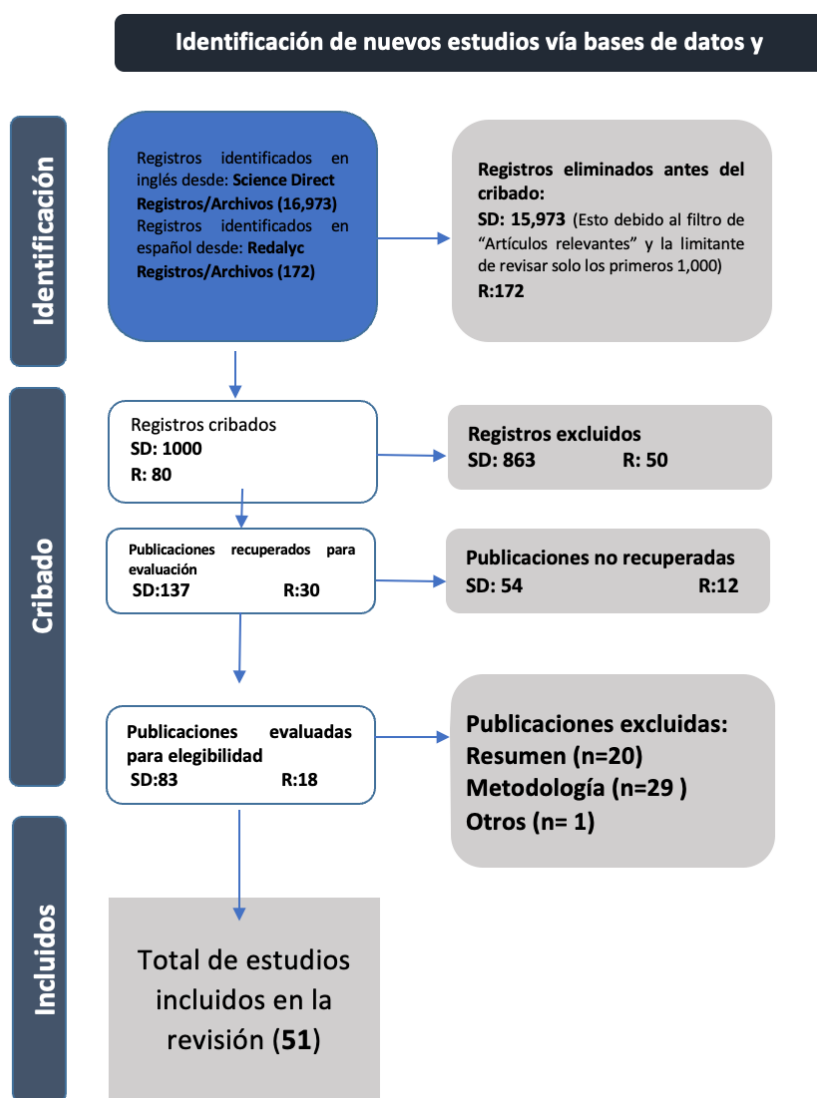 Identificación de nuevos estudios vía bases de datos y
Identificación
Registros identificados en
inglés desde: Science Direct
Registros/Archivos (16,973)
Registros identificados en
español desde: Redalyc
Registros/Archivos (172)
Registros eliminados antes del
cribado:
SD: 15,973 (Esto debido al filtro de
“Artículos relevantes” y la limitante
de revisar solo los primeros 1,000)
R:172
Cribado
Registros cribados
SD: 1000
R: 80
Registros excluidos
SD: 863 R: 50
Publicaciones recuperados para
evaluación
SD:137 R:30
Publicaciones no recuperadas
SD: 54 R:12
Publicaciones evaluadas
para elegibilidad
SD:83 R:18
Publicaciones excluidas:
Resumen (n=20)
Metodología (n=29 )
Otros (n= 1)
Incluidos
Total de estudios
incluidos en la
revisión (51)